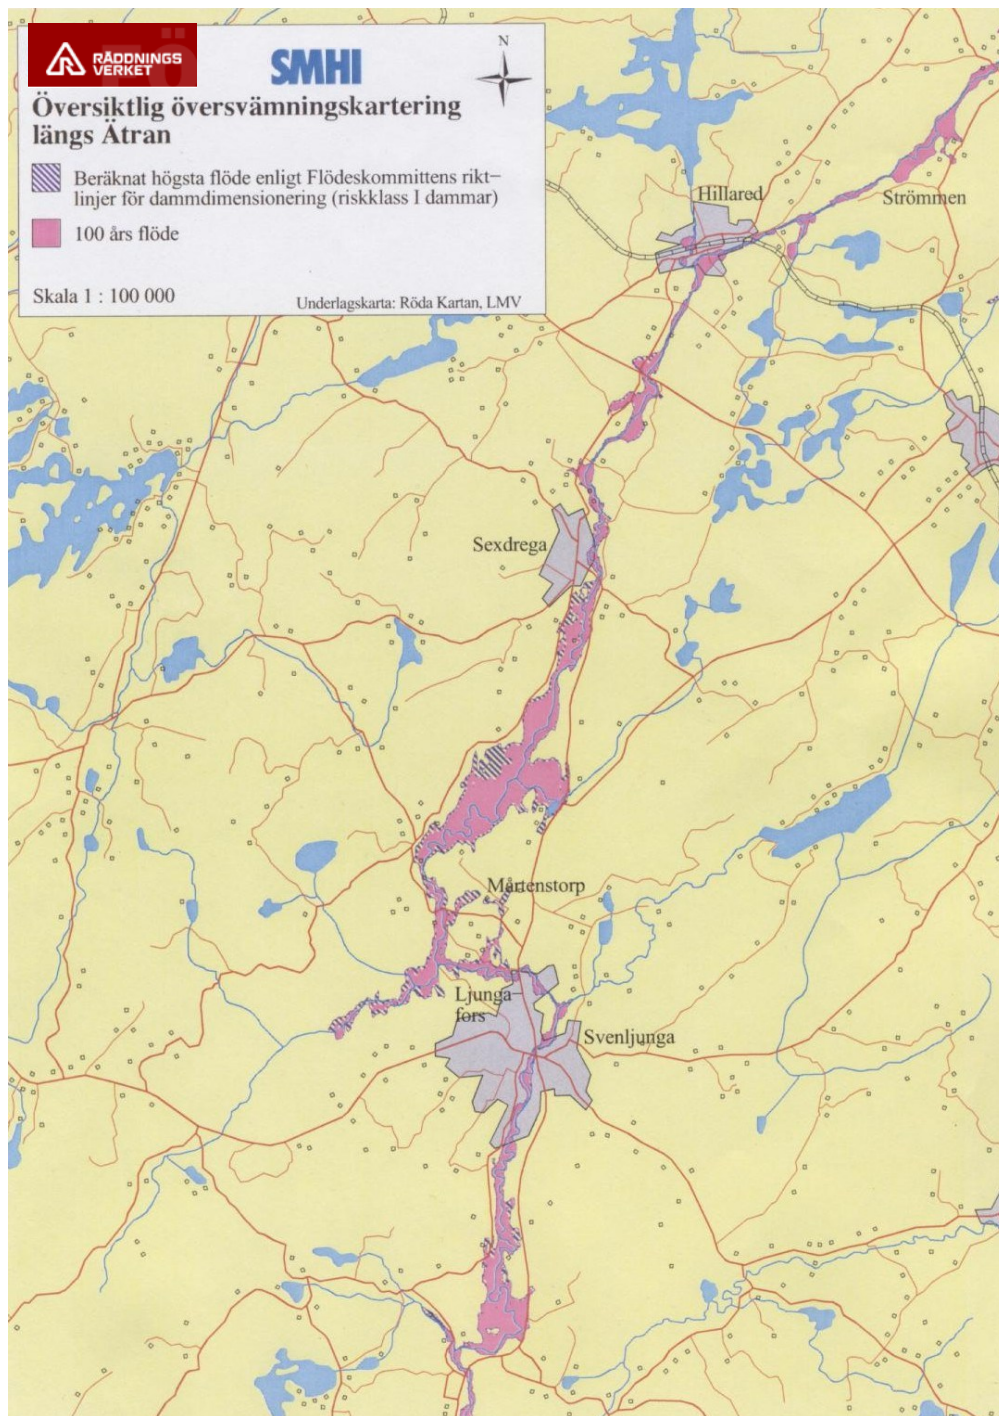 RÄDDNINGS
VERKET
SMHI
N
Översiktlig översvämningskartering
längs Ätran
Beräknat högsta flöde enligt Flödeskommittens rikt–
linjer för dammdimensionering (riskklass I dammar)
100 års flöde
Skala 1 : 100 000
Underlagskarta: Röda Kartan, LMV
Hillared
Strömmen
Sexdrega
Mårtenstorp
Ljunga–
fors
Svenljunga